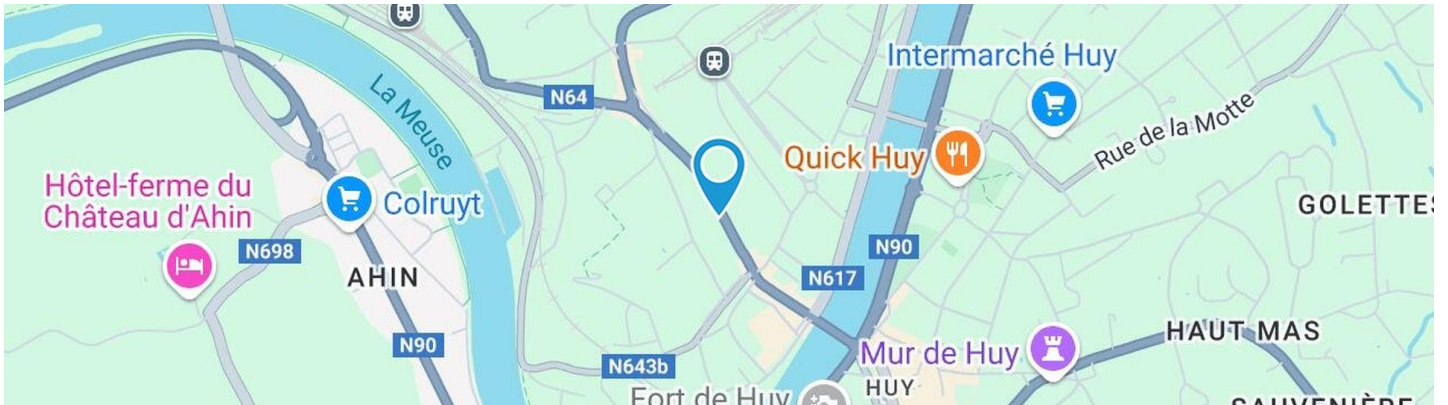 La Meuse
N64
Intermarché Huy
Rue de la Motte
Quick Huy
Hôtel-ferme du
Château d'Ahin
Colruyt
GOLETTES
N698
AHIN
N90
N617
N90
HAUT MAS
Mur de Huy
N643b
HUY
Fort de Huy
SAUVENIÈRE